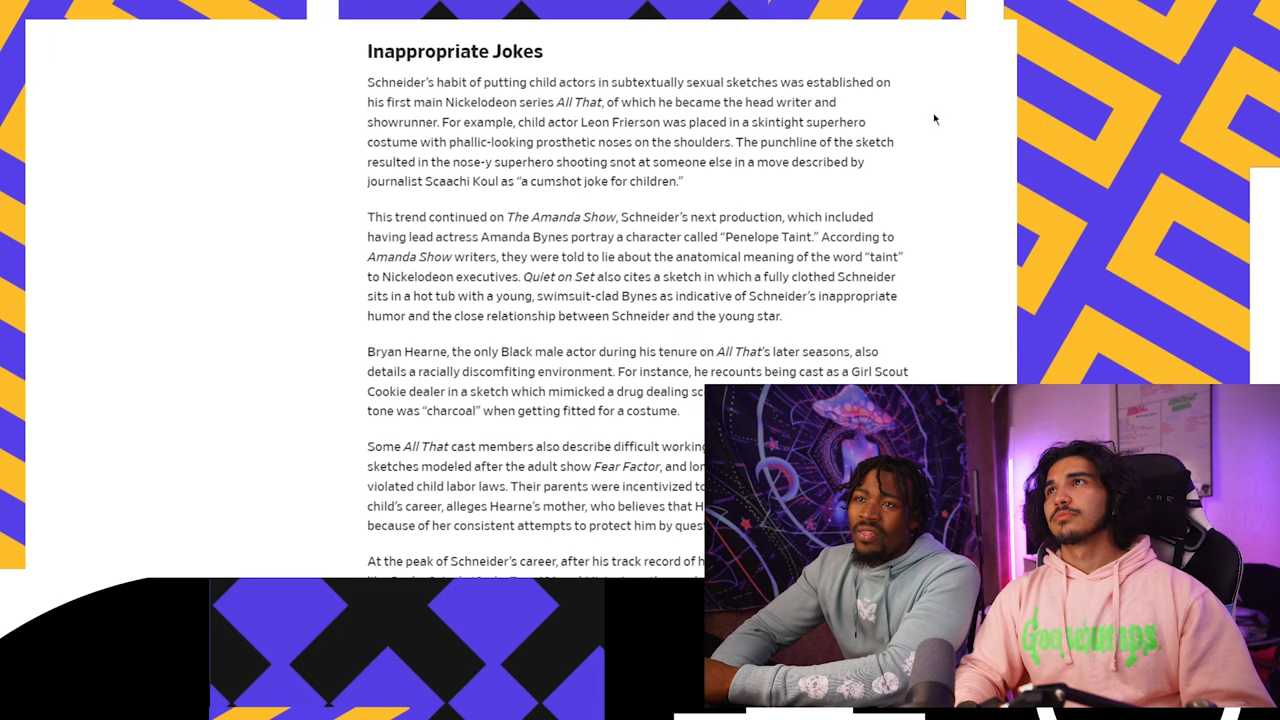 Inappropriate Jokes
Schneider’s habit of putting child actors in subtextually sexual sketches was established on
his first main Nickelodeon series All That, of which he became the head writer and
showrunner. For example, child actor Leon Frierson was placed in a skintight superhero
costume with phallic-looking prosthetic noses on the shoulders. The punchline of the sketch
resulted in the nose-y superhero shooting snot at someone else in a move described by
journalist Scaachi Koul as “a cumshot joke for children.”
This trend continued on The Amanda Show, Schneider’s next production, which included
having lead actress Amanda Bynes portray a character called “Penelope Taint.” According to
Amanda Show writers, they were told to lie about the anatomical meaning of the word “taint”
to Nickelodeon executives. Quiet on Set also cites a sketch in which a fully clothed Schneider
sits in a hot tub with a young, swimsuit-clad Bynes as indicative of Schneider’s inappropriate
humor and the close relationship between Schneider and the young star.
Bryan Hearne, the only Black male actor during his tenure on All That’s later seasons, also
details a racially discomfiting environment. For instance, he recounts being cast as a Girl Scout
Cookie dealer in a sketch which mimicked a drug dealing
tone was “charcoal” when getting fitted for a costume.
Some All That cast members also describe difficult working
sketches modeled after the adult show Fear Factor, and
violated child labor laws. Their parents were incentivized
child’s career, alleges Hearne’s mother, who believes that
because of her consistent attempts to protect him by
At the peak of Schneider’s career, after his track record of
Goosebumps